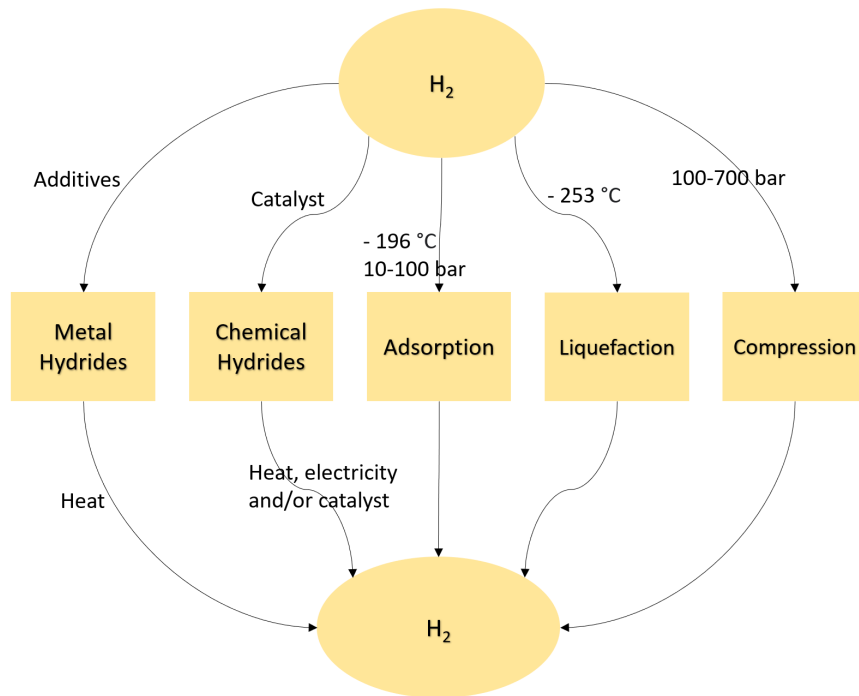 H₂
Additives
Catalyst
- 196 °C
10-100 bar
- 253 °C
100-700 bar
Metal
Hydrides
Chemical
Hydrides
Adsorption
Liquefaction
Compression
Heat
Heat, electricity
and/or catalyst
H₂